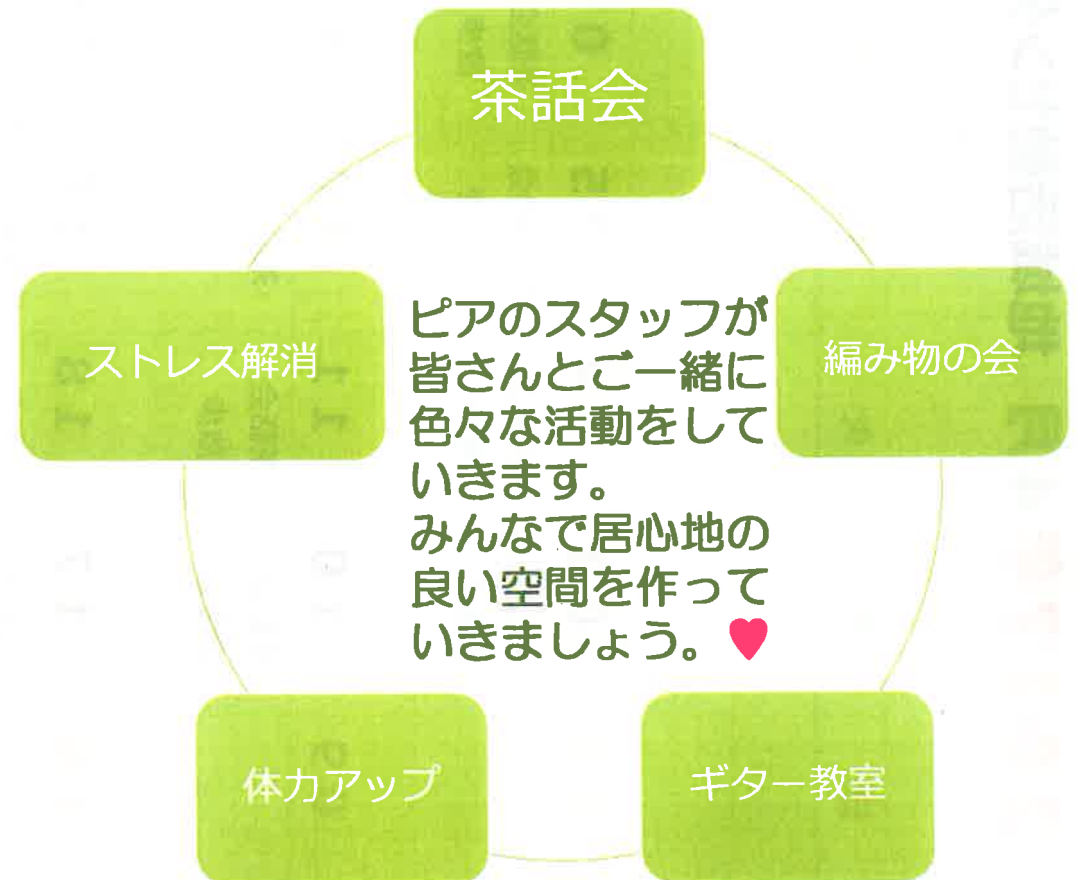 茶話会
ストレス解消
ピアのスタッフが
皆さんとご一緒に
色々な活動をして
いきます。
みんなで居心地の
良い空間を作って
いきましょう。♥
編み物の会
体力アップ
ギター教室